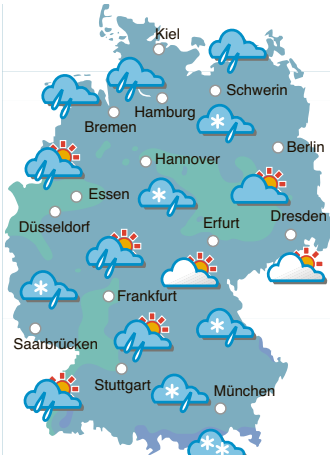 Kiel
Schwerin
Hamburg
Bremen
Berlin
Hannover
Essen
Düsseldorf
Erfurt
Dresden
Frankfurt
Saarbrücken
Stuttgart
München